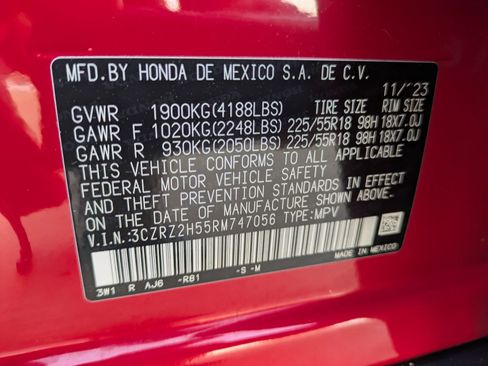 MFD.BY HONDA DE MEXICO S.A. DE C.V.
11/'23
GVWR 1900KG(4188LBS) TIRE SIZE RIM SIZE
GAWR F 1020KG(2248LBS) 225/55R18 98H 18X7.0J
GAWR R 930KG(2050LBS) 225/55R18 98H 18X7.0J
THIS VEHICLE CONFORMS TO ALL APPLICABLE
FEDERAL MOTOR VEHICLE SAFETY
AND THEFT PREVENTION STANDARDS IN EFFECT
ON THE DATE OF MANUFACTURE SHOWN ABOVE.
V.I.N.:3CZRZ2H55RM747056 TYPE:MPV
MADE IN MEXICO
3W1 R AJ6 -R81 -S -M